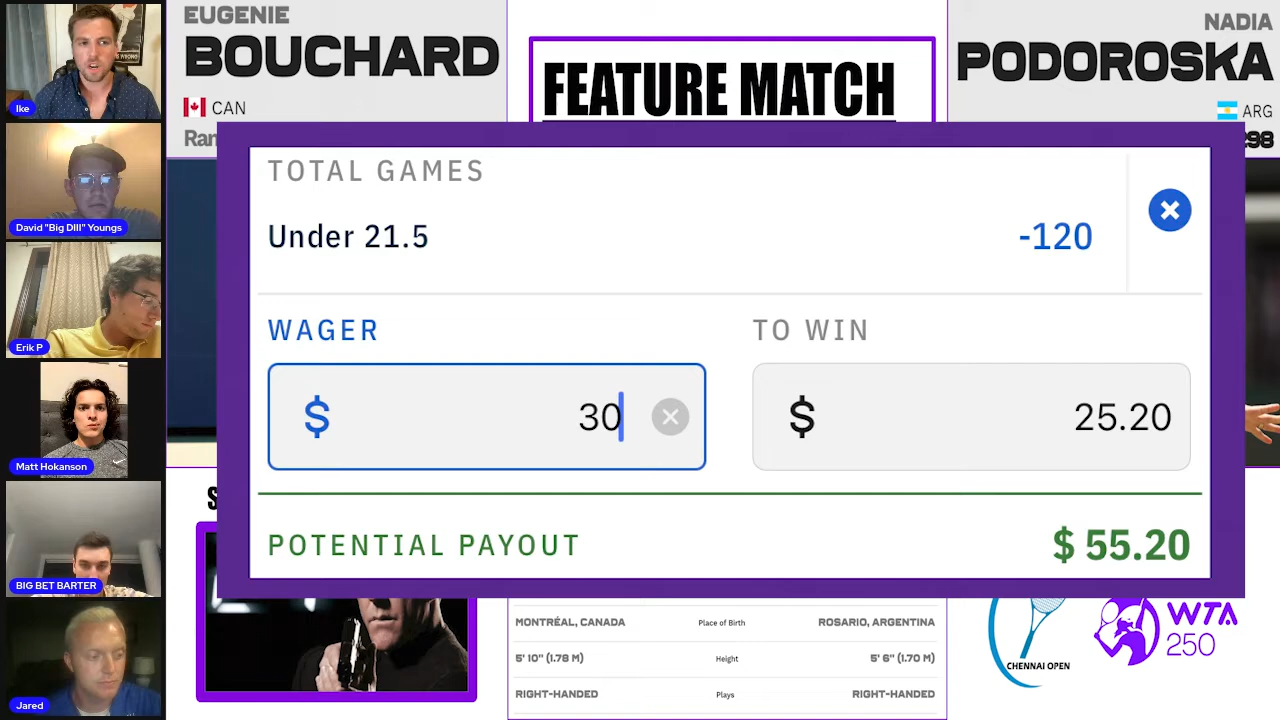 EUGENIE
BOUCHARD
CAN
Ran
FEATURE MATCH
NADIA
PODOROSKA
ARG
298
Ike
David "Big DIII" Youngs
Erik P
Matt Hokanson
BIG BET BARTER
Jared
TOTAL GAMES
Under 21.5
-120
WAGER
TO WIN
$ 30
$ 25.20
POTENTIAL PAYOUT
$ 55.20
MONTRÉAL, CANADA Place of Birth ROSARIO, ARGENTINA
5' 10" (1.78 M) Height 5' 6" (1.70 M)
RIGHT-HANDED Plays RIGHT-HANDED
CHENNAI OPEN
WTA
250